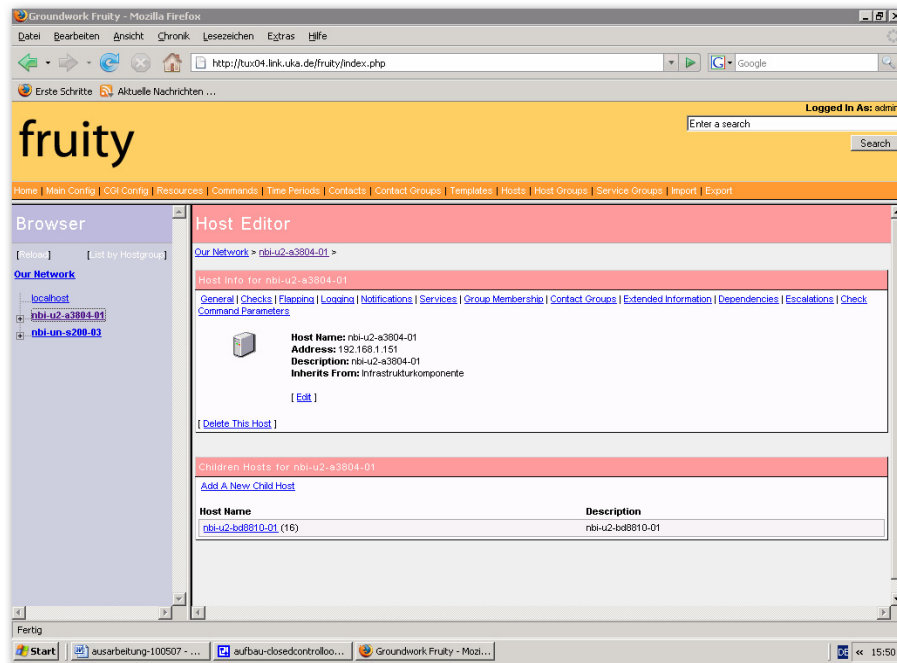 Groundwork Fruity - Mozilla Firefox
Datei Bearbeiten Ansicht Chronik Lesezeichen Extras Hilfe
http://tux04.link.uka.de/fruity/index.php
G Google
Erste Schritte Aktuelle Nachrichten ...
Logged In As: admin
fruity
Enter a search
Search
Home | Main Config | CGI Config | Resources | Commands | Time Periods | Contacts | Contact Groups | Templates | Hosts | Host Groups | Service Groups | Import | Export
Browser
[Reload] [List by Hostgroup]
Our Network
localhost
nbi-u2-a3804-01
nbi-un-s200-03
Host Editor
Our Network > nbi-u2-a3804-01 >
Host Info for nbi-u2-a3804-01
General | Checks | Flapping | Logging | Notifications | Services | Group Membership | Contact Groups | Extended Information | Dependencies | Escalations | Check
Command Parameters
Host Name: nbi-u2-a3804-01
Address: 192.168.1.151
Description: nbi-u2-a3804-01
Inherits From: Infrastrukturkomponente
[ Edit ]
[ Delete This Host ]
Children Hosts for nbi-u2-a3804-01
Add A New Child Host
Host Name Description
nbi-u2-bd8810-01 (16) nbi-u2-bd8810-01
Fertig
Start ausarbeitung-100507 - ... aufbau-closedcontrolloo... Groundwork Fruity - Mozi... DE « 15:50